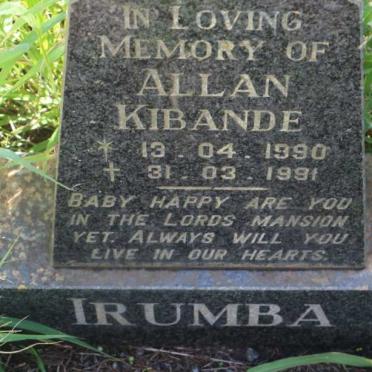 IN LOVING
MEMORY OF
ALLAN
KIBANDE
* 13 . 04 . 1990
† 31 . 03 . 1991
BABY HAPPY ARE YOU
IN THE LORDS MANSION
YET. ALWAYS WILL YOU
LIVE IN OUR HEARTS.
IRUMBA